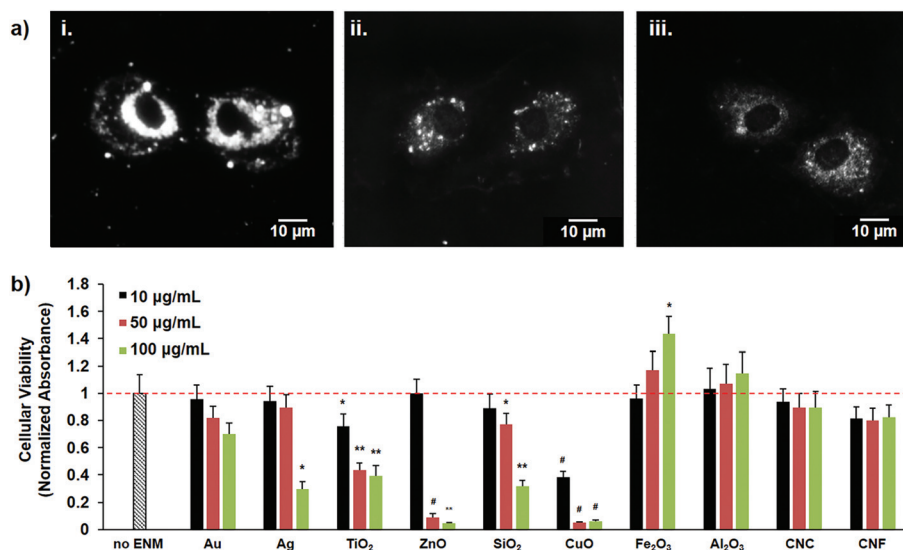 a)
i.
ii.
iii.
10 µm
10 µm
10 µm
b)
Cellular Viability
(Normalized Absorbance)
1.8
1.6
1.4
1.2
1
0.8
0.6
0.4
0.2
0
10 µg/mL
50 µg/mL
100 µg/mL
*
*
**
**
#
**
*
**
#
#
#
*
no ENM Au Ag TiO₂ ZnO SiO₂ CuO Fe₂O₃ Al₂O₃ CNC CNF